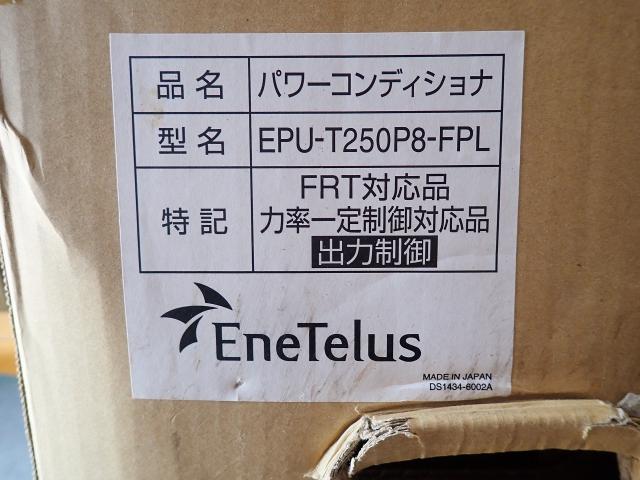 品名 パワーコンディショナ
型名 EPU-T250P8-FPL
特記 FRT対応品
力率一定制御対応品
出力制御
EneTelus
MADE IN JAPAN
DS1434-6002A